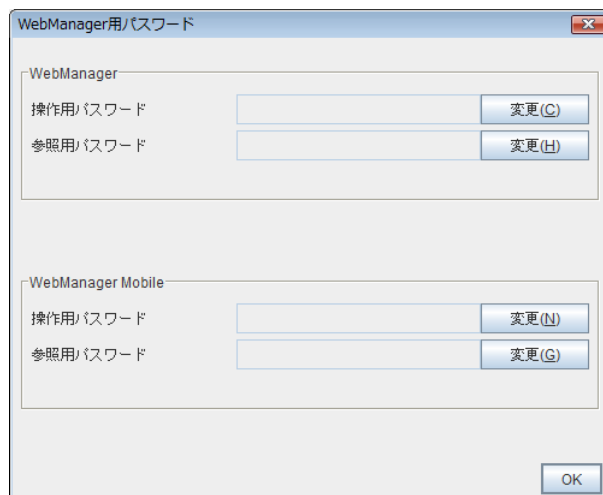 WebManager用パスワード
WebManager
操作用パスワード 変更(C)
参照用パスワード 変更(H)
WebManager Mobile
操作用パスワード 変更(N)
参照用パスワード 変更(G)
OK